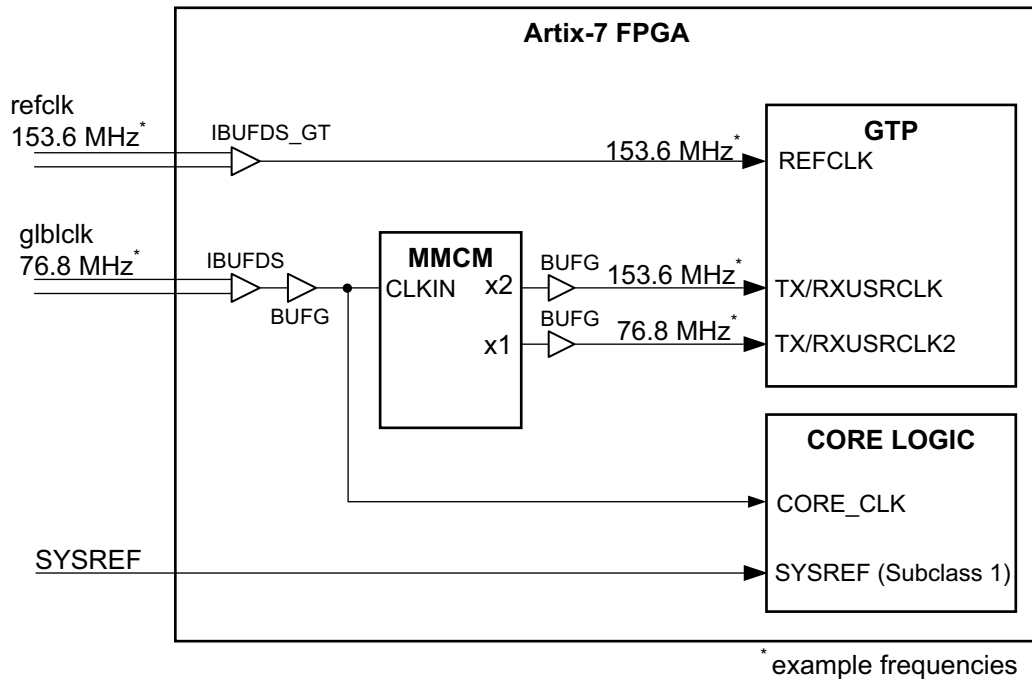 Artix-7 FPGA
refclk
153.6 MHz*
IBUFDS_GT
153.6 MHz*
GTP
REFCLK
glblclk
76.8 MHz*
IBUFDS
BUFG
MMCM
CLKIN
x2
x1
BUFG
153.6 MHz*
TX/RXUSRCLK
BUFG
76.8 MHz*
TX/RXUSRCLK2
CORE LOGIC
CORE_CLK
SYSREF
SYSREF (Subclass 1)
*example frequencies